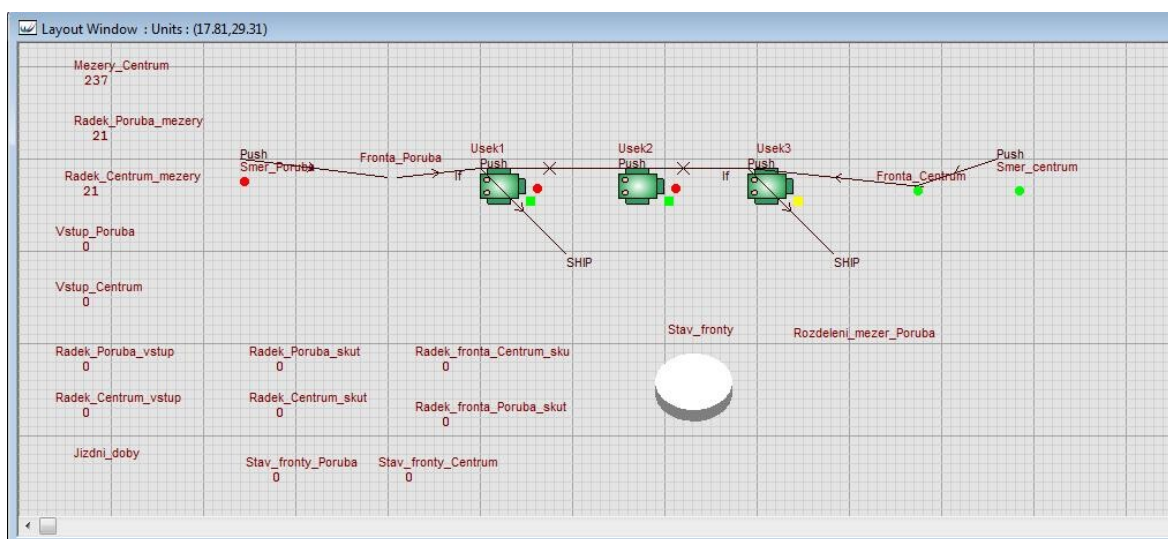 Layout Window : Units : (17.81,29.31)
Mezery_Centrum
237
Radek_Poruba_mezery
21
Radek_Centrum_mezery
21
Vstup_Poruba
0
Vstup_Centrum
0
Push
Smer_Poruba
Fronta_Poruba
If
Usek1
Push
Usek2
Push
If
Usek3
Push
Fronta_Centrum
Push
Smer_centrum
SHIP
SHIP
Stav_fronty
Rozdeleni_mezer_Poruba
Radek_Poruba_vstup
0
Radek_Poruba_skut
0
Radek_fronta_Centrum_sku
0
Radek_Centrum_vstup
0
Radek_Centrum_skut
0
Radek_fronta_Poruba_skut
0
Jizdni_doby
Stav_fronty_Poruba
0
Stav_fronty_Centrum
0